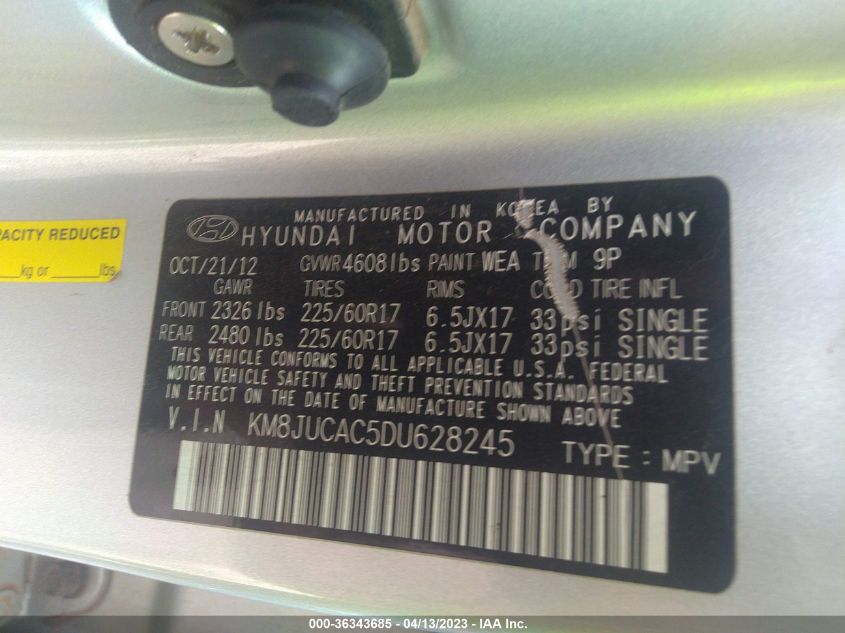 MANUFACTURED IN KOREA BY
HYUNDAI MOTOR COMPANY
OCT/21/12 GVWR 4608lbs PAINT WEA TRIM 9P
GAWR TIRES RIMS COLD TIRE INFL
FRONT 2326 lbs 225/60R17 6.5JX17 33psi SINGLE
REAR 2480 lbs 225/60R17 6.5JX17 33psi SINGLE
THIS VEHICLE CONFORMS TO ALL APPLICABLE U.S.A. FEDERAL
MOTOR VEHICLE SAFETY AND THEFT PREVENTION STANDARDS
IN EFFECT ON THE DATE OF MANUFACTURE SHOWN ABOVE
V.I.N KM8JUCAC5DU628245
TYPE : MPV
REDUCED
kg or lbs
000-36343685 - 04/13/2023 - IAA Inc.